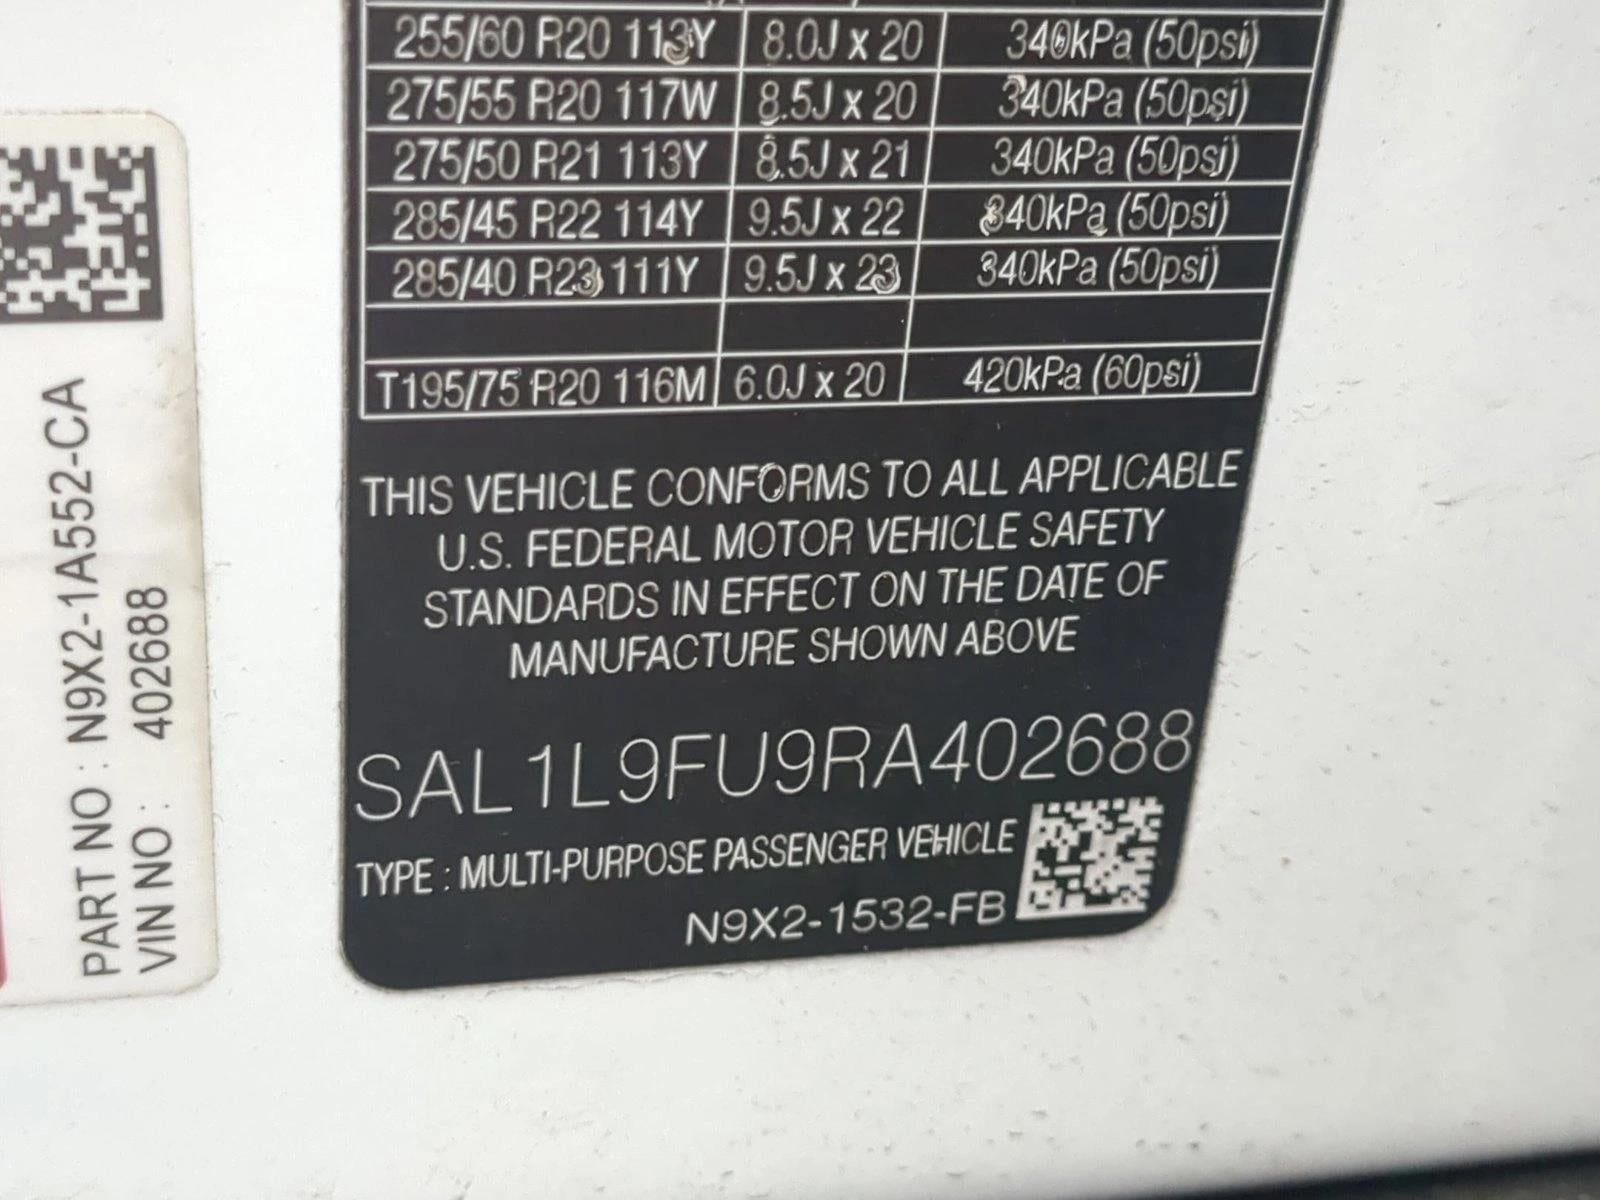 255/60 R20 113Y 8.0J x 20 340kPa (50psi)
275/55 R20 117W 8.5J x 20 340kPa (50psi)
275/50 R21 113Y 8.5J x 21 340kPa (50psi)
285/45 R22 114Y 9.5J x 22 340kPa (50psi)
285/40 R23 111Y 9.5J x 23 340kPa (50psi)
T195/75 R20 116M 6.0J x 20 420kPa (60psi)
THIS VEHICLE CONFORMS TO ALL APPLICABLE
U.S. FEDERAL MOTOR VEHICLE SAFETY
STANDARDS IN EFFECT ON THE DATE OF
MANUFACTURE SHOWN ABOVE
SAL1L9FU9RA402688
TYPE : MULTI-PURPOSE PASSENGER VEHICLE
N9X2-1532-FB
PART NO : N9X2-1A552-CA
VIN NO : 402688